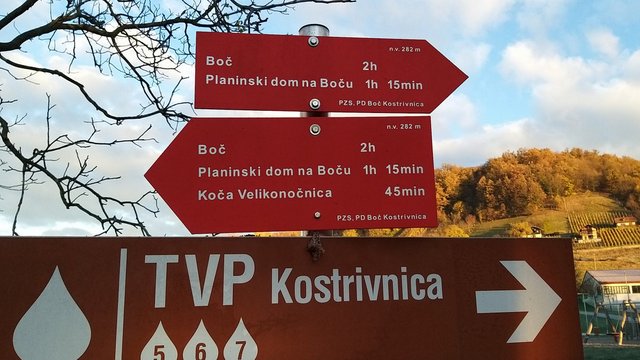 n.v. 282 m
Boč 2h
Planinski dom na Boču 1h 15min
PZS, PD Boč Kostrivnica
n.v. 282 m
Boč 2h
Planinski dom na Boču 1h 15min
Koča Velikonočnica 45min
PZS, PD Boč Kostrivnica
TVP Kostrivnica
5 6 7